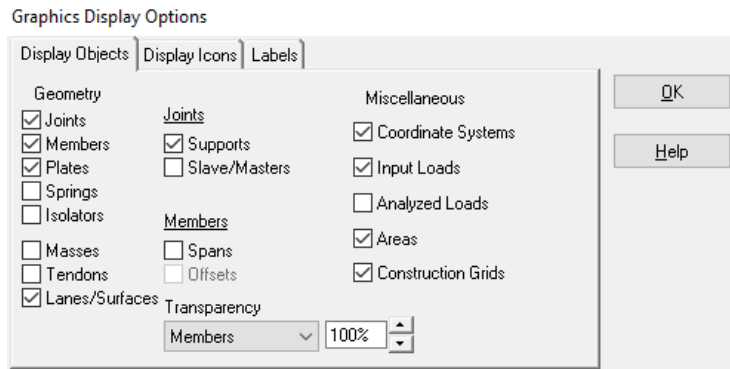 Graphics Display Options
Display Objects Display Icons Labels
Geometry
Joints
Members
Plates
Springs
Isolators
Masses
Tendons
Lanes/Surfaces
Joints
Supports
Slave/Masters
Members
Spans
Offsets
Transparency
Members 100%
Miscellaneous
Coordinate Systems
Input Loads
Analyzed Loads
Areas
Construction Grids
OK
Help